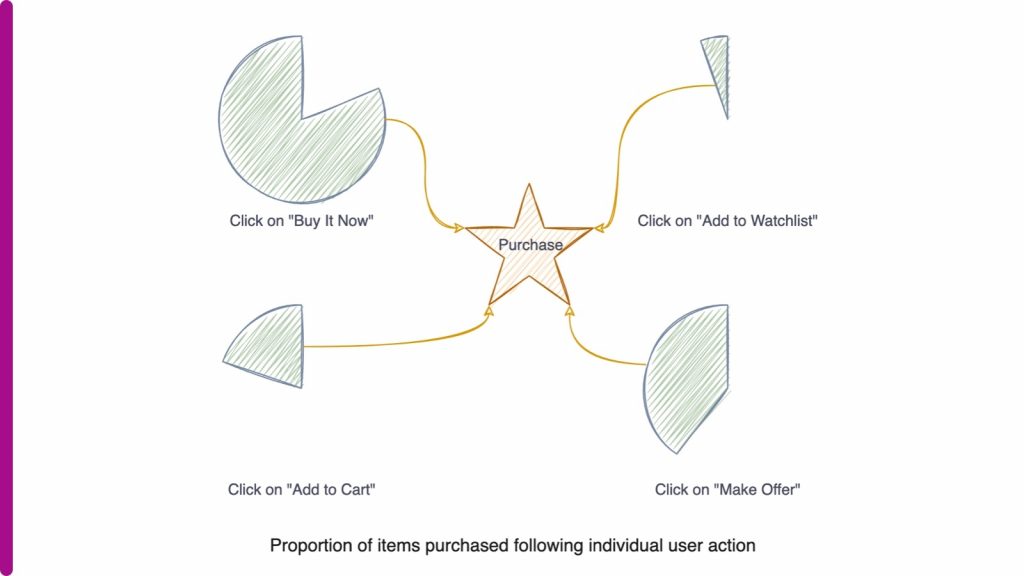 Click on "Buy It Now"
Click on "Add to Watchlist"
Purchase
Click on "Add to Cart"
Click on "Make Offer"
Proportion of items purchased following individual user action